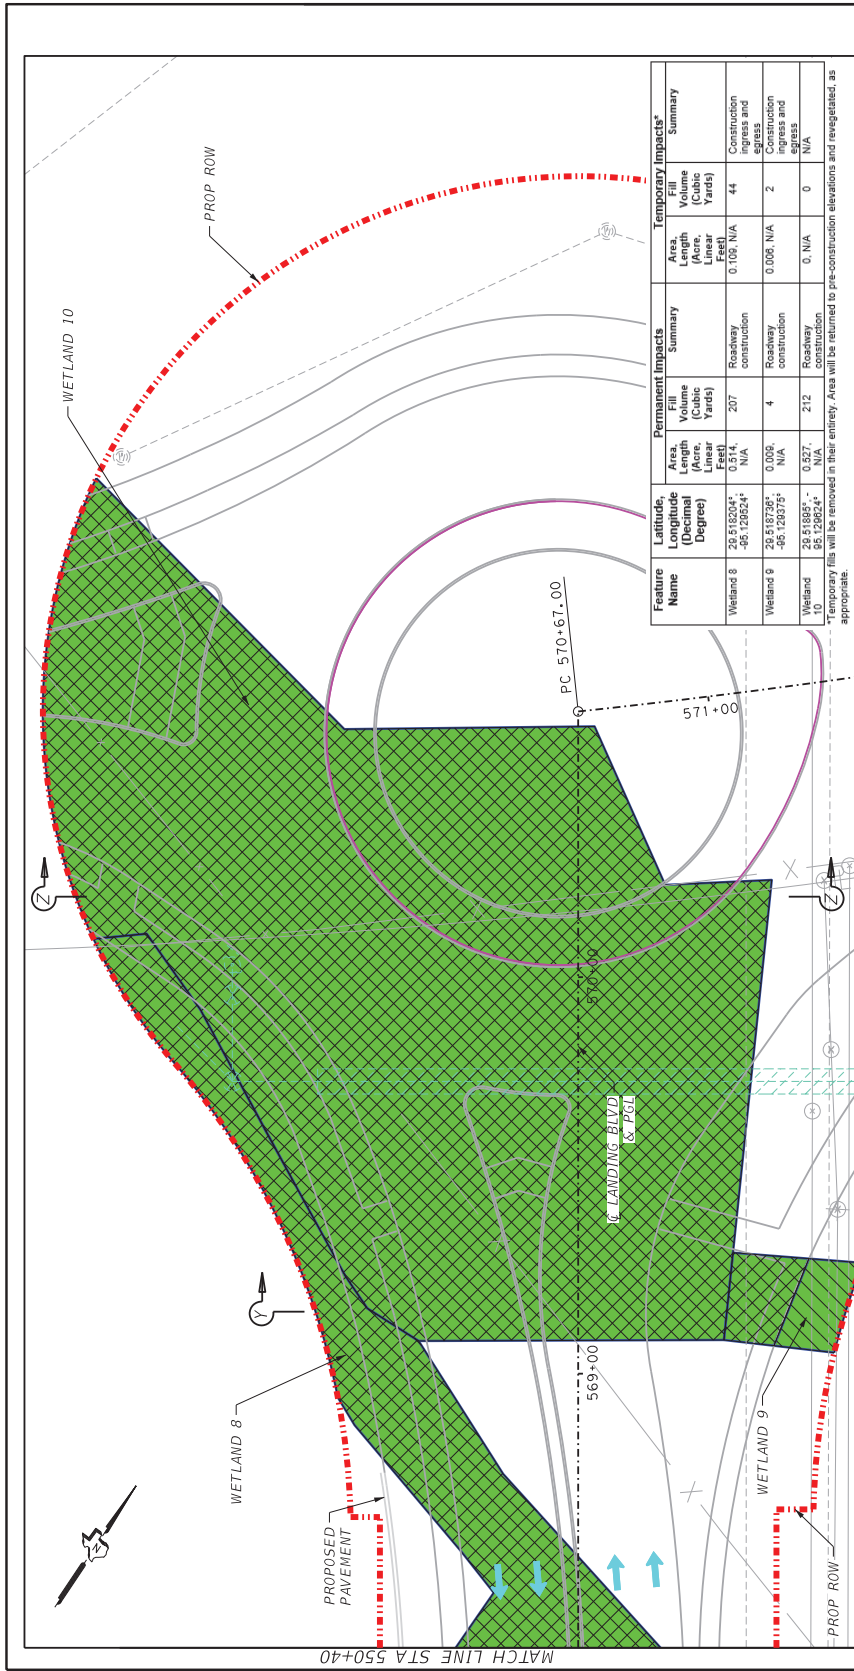 PROP ROW
WETLAND 10
Feature Name
Latitude, Longitude (Decimal Degree)
Permanent Impacts
Temporary Impacts*
Area, Length (Acre, Linear Feet)
Fill Volume (Cubic Yards)
Summary
Area, Length (Acre, Linear Feet)
Fill Volume (Cubic Yards)
Summary
Wetland 8
29.518204°, -95.129524°
0.514, N/A
207
Roadway construction
0.109, N/A
44
Construction ingress and egress
Wetland 9
29.518736°, -95.129375°
0.009, N/A
4
Roadway construction
0.006, N/A
2
Construction ingress and egress
Wetland 10
29.51895°, -95.129624°
0.527, N/A
212
Roadway construction
0, N/A
0
N/A
*Temporary fills will be removed in their entirety. Area will be returned to pre-construction elevations and revegetated, as
appropriate.
PC 570+67.00
571+00
Z
Z
570+00
℄ LANDING BLVD
& PGL
Y
569+00
WETLAND 8
WETLAND 9
PROPOSED
PAVEMENT
PROP ROW
N
MATCH LINE STA 550+40